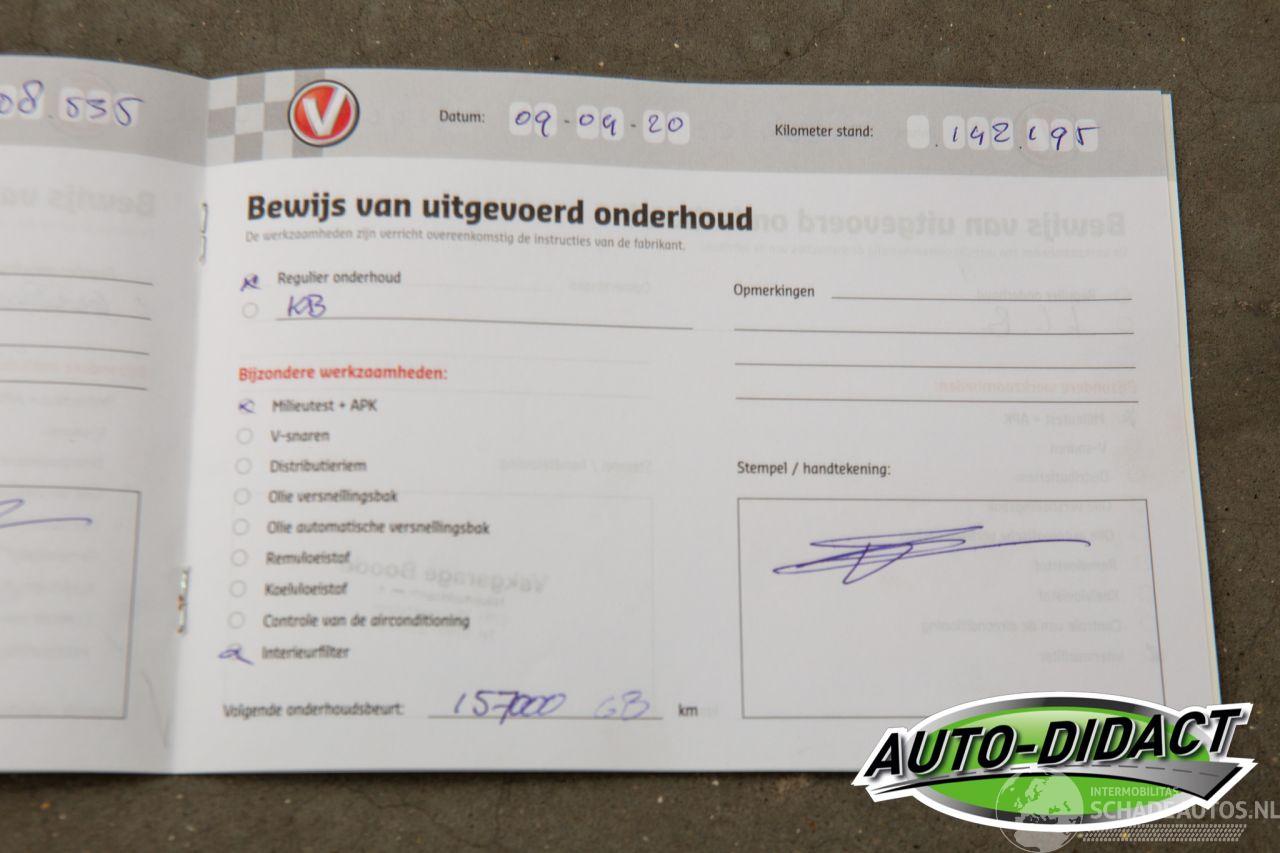 08.535
V
Datum: 09-09-20
Kilometer stand: .142.195
Bewijs van uitgevoerd onderhoud
De werkzaamheden zijn verricht overeenkomstig de instructies van de fabrikant.
Regulier onderhoud
KB
Opmerkingen
Bijzondere werkzaamheden:
Milieutest + APK
V-snaren
Distributieriem
Olie versnellingsbak
Olie automatische versnellingsbak
Remvloeistof
Koelvloeistof
Controle van de airconditioning
Interieurfilter
Volgende onderhoudsbeurt: 157000 GB km
Stempel / handtekening:
AUTO-DIDACT
INTERMOBILITAS
SCHADEAUTOS.NL